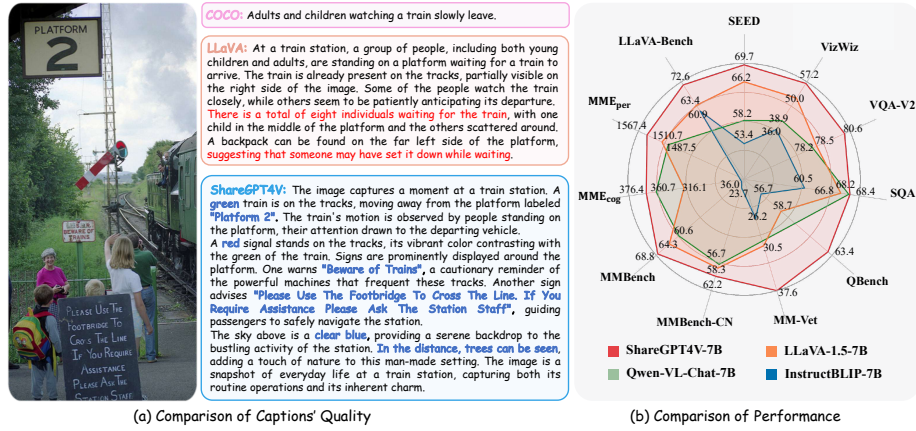 PLATFORM
2
LOOK OUT
BEWARE OF
TRAINS
PLEASE USE THE
FOOTBRIDGE TO
CROSS THE LINE
IF YOU REQUIRE
ASSISTANCE
PLEASE ASK THE
STATION STAFF
COCO: Adults and children watching a train slowly leave.
LLaVA: At a train station, a group of people, including both young
children and adults, are standing on a platform waiting for a train to
arrive. The train is already present on the tracks, partially visible on
the right side of the image. Some of the people watch the train
closely, while others seem to be patiently anticipating its departure.
There is a total of eight individuals waiting for the train, with one
child in the middle of the platform and the others scattered around.
A backpack can be found on the far left side of the platform,
suggesting that someone may have set it down while waiting.
ShareGPT4V: The image captures a moment at a train station. A
green train is on the tracks, moving away from the platform labeled
"Platform 2". The train's motion is observed by people standing on
the platform, their attention drawn to the departing vehicle.
A red signal stands on the tracks, its vibrant color contrasting with
the green of the train. Signs are prominently displayed around the
platform. One warns "Beware of Trains", a cautionary reminder of
the powerful machines that frequent these tracks. Another sign
advises "Please Use The Footbridge To Cross The Line. If You
Require Assistance Please Ask The Station Staff", guiding
passengers to safely navigate the station.
The sky above is a clear blue, providing a serene backdrop to the
bustling activity of the station. In the distance, trees can be seen,
adding a touch of nature to this man-made setting. The image is a
snapshot of everyday life at a train station, capturing both its
routine operations and its inherent charm.
(a) Comparison of Captions' Quality
SEED
69.7
66.2
58.2
53.4
VizWiz
57.2
50.0
38.9
36.0
VQA-V2
80.6
78.5
78.2
SQA
68.4
68.2
66.8
60.5
QBench
63.4
58.7
56.7
MM-Vet
37.6
30.5
26.2
MMBench-CN
62.2
58.3
56.7
23.7
MMBench
68.8
64.3
60.6
36.0
MMEcog
376.4
360.7
316.1
MMEper
1567.4
1510.7
1487.5
LLaVA-Bench
72.6
63.4
60.9
ShareGPT4V-7B
LLaVA-1.5-7B
Qwen-VL-Chat-7B
InstructBLIP-7B
(b) Comparison of Performance